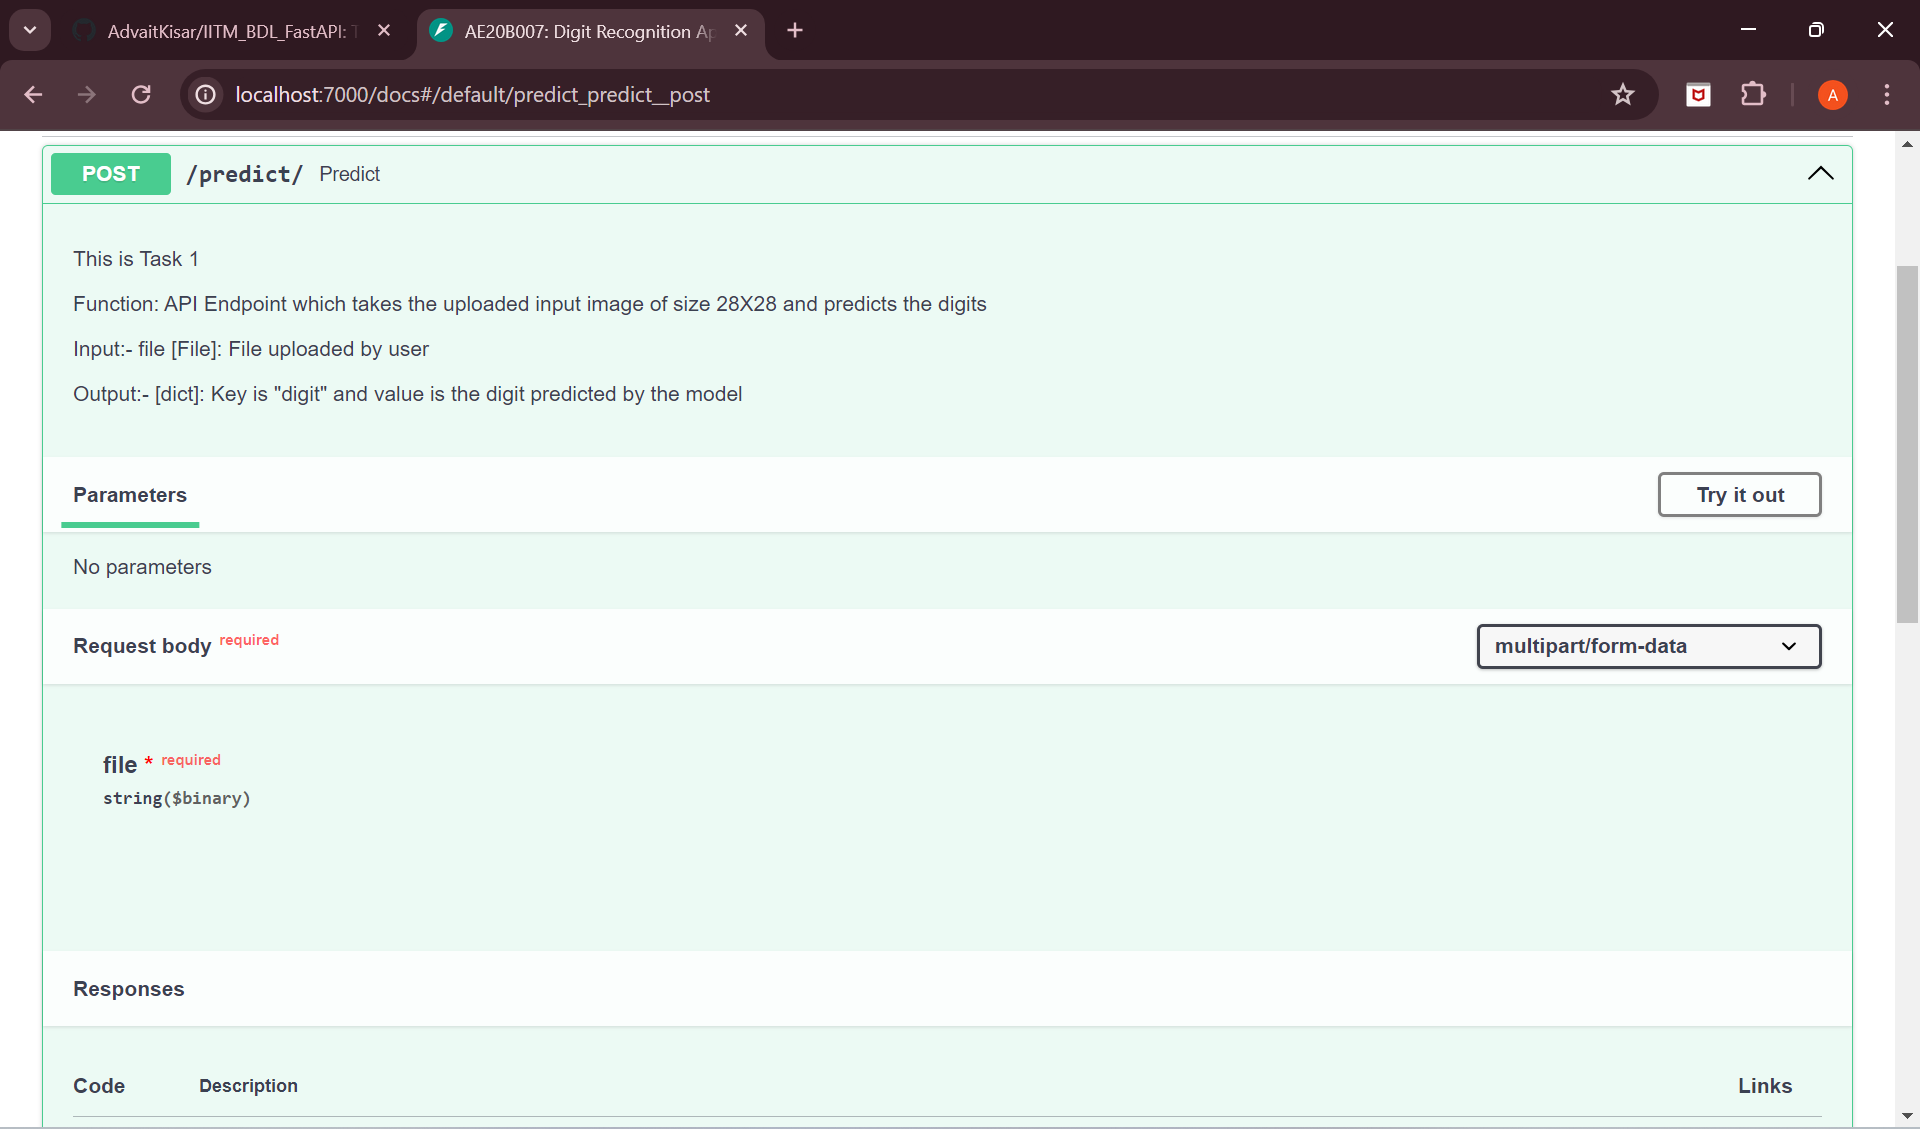 AdvaitKisar/IITM_BDL_FastAPI:
AE20B007: Digit Recognition Ap
localhost:7000/docs#/default/predict_predict__post
A
POST /predict/ Predict
This is Task 1
Function: API Endpoint which takes the uploaded input image of size 28X28 and predicts the digits
Input:- file [File]: File uploaded by user
Output:- [dict]: Key is "digit" and value is the digit predicted by the model
Parameters
Try it out
No parameters
Request body required
multipart/form-data
file * required
string($binary)
Responses
Code Description Links